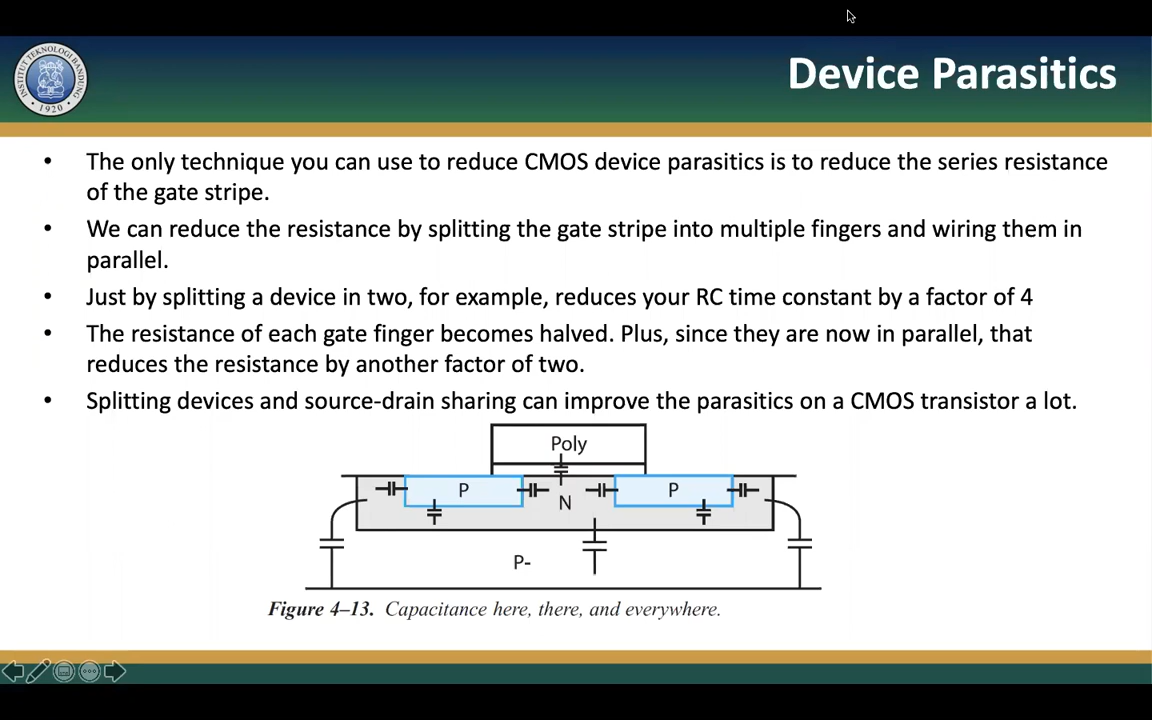 INSTITUT TEKNOLOGI BANDUNG
1920
Device Parasitics
• The only technique you can use to reduce CMOS device parasitics is to reduce the series resistance
of the gate stripe.
• We can reduce the resistance by splitting the gate stripe into multiple fingers and wiring them in
parallel.
• Just by splitting a device in two, for example, reduces your RC time constant by a factor of 4
• The resistance of each gate finger becomes halved. Plus, since they are now in parallel, that
reduces the resistance by another factor of two.
• Splitting devices and source-drain sharing can improve the parasitics on a CMOS transistor a lot.
Poly
P
N
P
P-
Figure 4–13. Capacitance here, there, and everywhere.